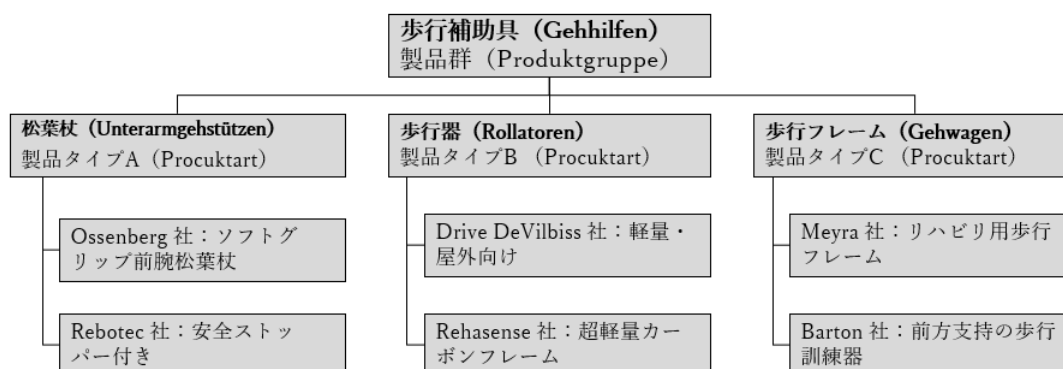 歩行補助具（Gehhilfen）
製品群（Produktgruppe）
松葉杖（Unterarmgehstützen）
製品タイプA（Procuktart）
Ossenberg 社：ソフトグ
リップ前腕松葉杖
Rebotec 社：安全ストッ
パー付き
歩行器（Rollatoren）
製品タイプB （Procuktart）
Drive DeVilbiss 社：軽量・
屋外向け
Rehasense 社：超軽量カー
ボンフレーム
歩行フレーム（Gehwagen）
製品タイプC （Procuktart）
Meyra 社：リハビリ用歩行
フレーム
Barton 社：前方支持の歩行
訓練器